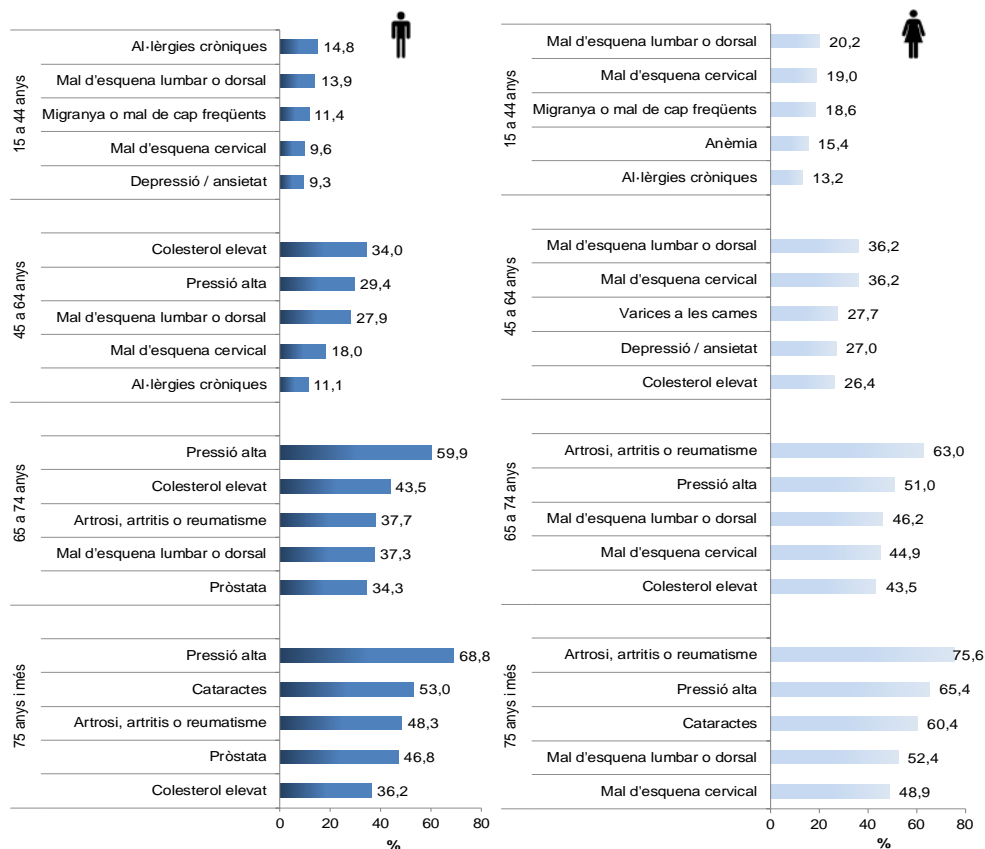 15 a 44 anys
Al·lèrgies cròniques 14,8
Mal d'esquena lumbar o dorsal 13,9
Migranya o mal de cap freqüents 11,4
Mal d'esquena cervical 9,6
Depressió / ansietat 9,3
45 a 64 anys
Colesterol elevat 34,0
Pressió alta 29,4
Mal d'esquena lumbar o dorsal 27,9
Mal d'esquena cervical 18,0
Al·lèrgies cròniques 11,1
65 a 74 anys
Pressió alta 59,9
Colesterol elevat 43,5
Artrosi, artritis o reumatisme 37,7
Mal d'esquena lumbar o dorsal 37,3
Pròstata 34,3
75 anys i més
Pressió alta 68,8
Cataractes 53,0
Artrosi, artritis o reumatisme 48,3
Pròstata 46,8
Colesterol elevat 36,2
0 20 40 60 80
%
15 a 44 anys
Mal d'esquena lumbar o dorsal 20,2
Mal d'esquena cervical 19,0
Migranya o mal de cap freqüents 18,6
Anèmia 15,4
Al·lèrgies cròniques 13,2
45 a 64 anys
Mal d'esquena lumbar o dorsal 36,2
Mal d'esquena cervical 36,2
Varices a les cames 27,7
Depressió / ansietat 27,0
Colesterol elevat 26,4
65 a 74 anys
Artrosi, artritis o reumatisme 63,0
Pressió alta 51,0
Mal d'esquena lumbar o dorsal 46,2
Mal d'esquena cervical 44,9
Colesterol elevat 43,5
75 anys i més
Artrosi, artritis o reumatisme 75,6
Pressió alta 65,4
Cataractes 60,4
Mal d'esquena lumbar o dorsal 52,4
Mal d'esquena cervical 48,9
0 20 40 60 80
%